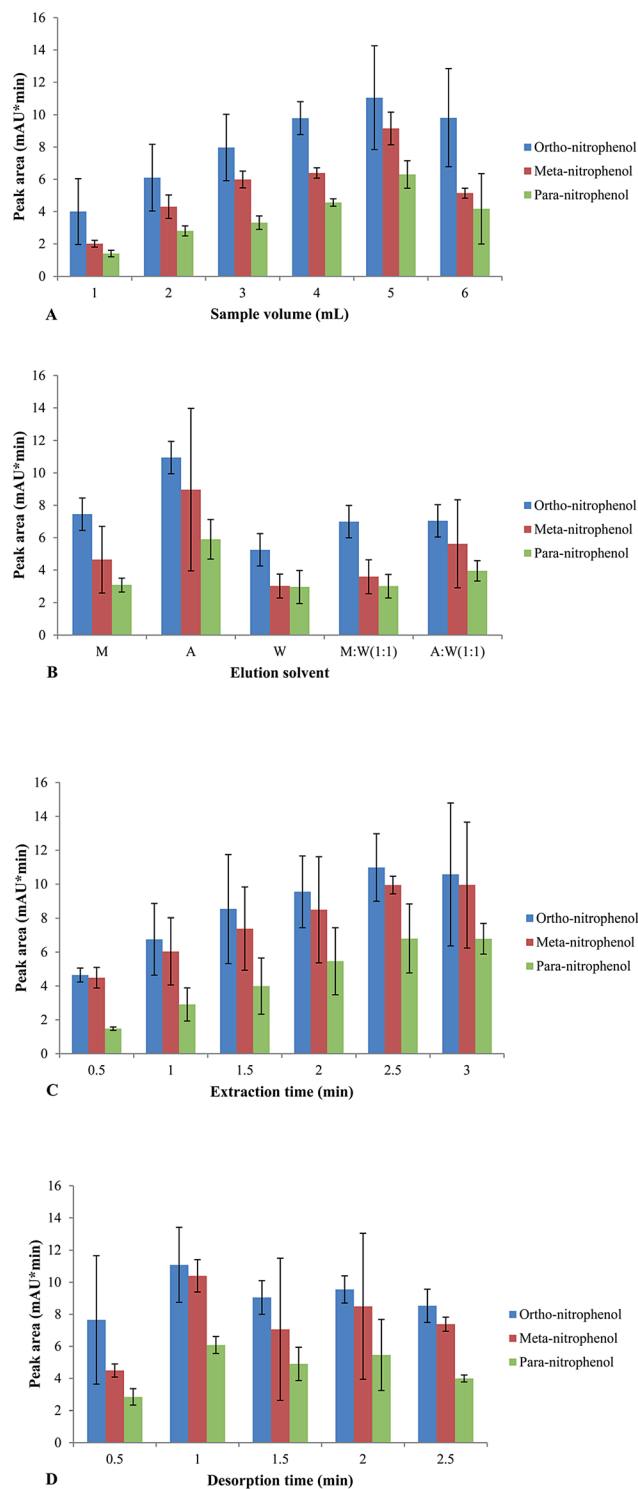 16
14
12
10
8
6
4
2
0
Peak area (mAU*min)
Ortho-nitrophenol
Meta-nitrophenol
Para-nitrophenol
1 2 3 4 5 6
A Sample volume (mL)
16
14
12
10
8
6
4
2
0
Peak area (mAU*min)
Ortho-nitrophenol
Meta-nitrophenol
Para-nitrophenol
M A W M:W(1:1) A:W(1:1)
B Elution solvent
16
14
12
10
8
6
4
2
0
Peak area (mAU*min)
Ortho-nitrophenol
Meta-nitrophenol
Para-nitrophenol
0.5 1 1.5 2 2.5 3
C Extraction time (min)
16
14
12
10
8
6
4
2
0
Peak area (mAU*min)
Ortho-nitrophenol
Meta-nitrophenol
Para-nitrophenol
0.5 1 1.5 2 2.5
D Desorption time (min)